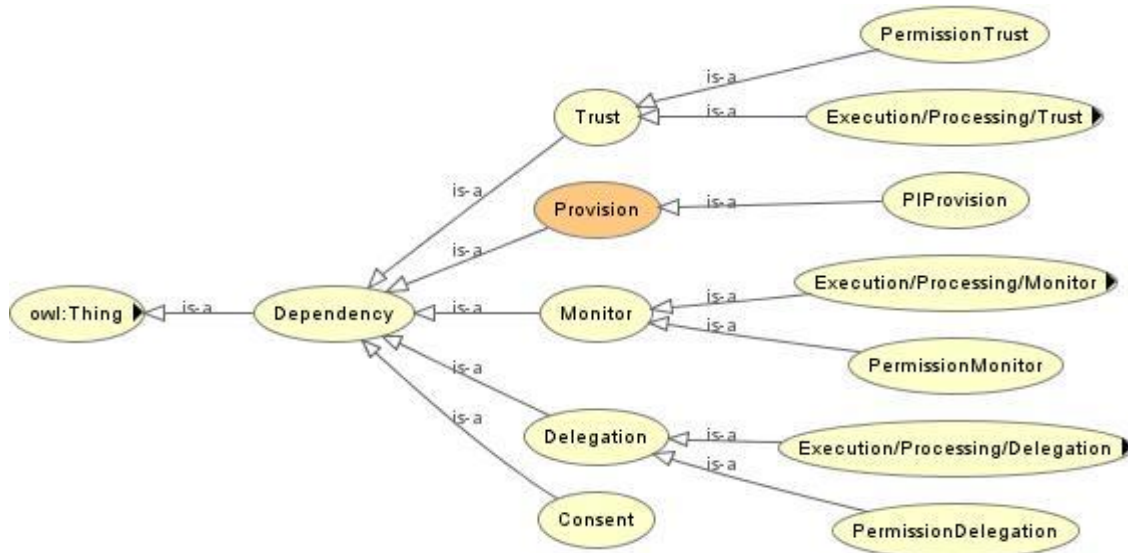 PermissionTrust
is-a
Trust
is-a
Execution/Processing/Trust
is-a
Provision
is-a
PIProvision
is-a
Execution/Processing/Monitor
is-a
owl:Thing
is-a
Dependency
is-a
Monitor
is-a
PermissionMonitor
is-a
Delegation
is-a
Execution/Processing/Delegation
is-a
is-a
Consent
PermissionDelegation